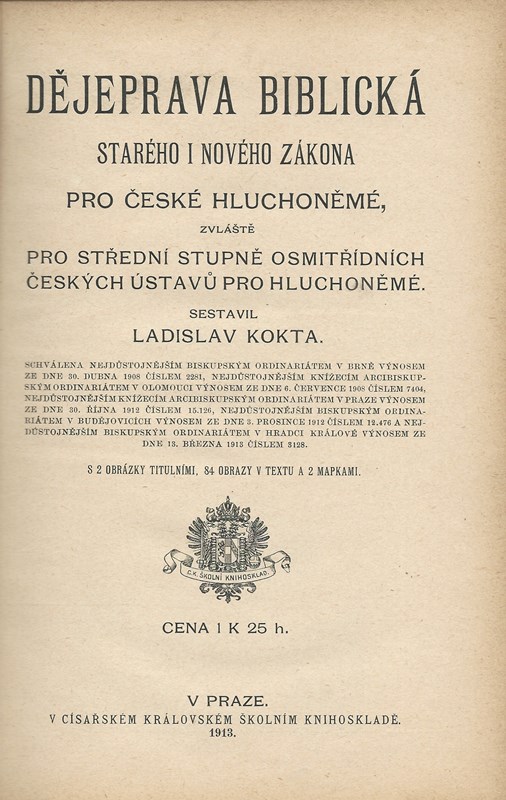 DĚJEPRAVA BIBLICKÁ
STARÉHO I NOVÉHO ZÁKONA
PRO ČESKÉ HLUCHONĚMÉ,
ZVLÁŠTĚ
PRO STŘEDNÍ STUPNĚ OSMITŘÍDNÍCH
ČESKÝCH ÚSTAVŮ PRO HLUCHONĚMÉ.
SESTAVIL
LADISLAV KOKTA.
SCHVÁLENA NEJDŮSTOJNĚJŠÍM BISKUPSKÝM ORDINARIÁTEM V BRNĚ VÝNOSEM
ZE DNE 30. DUBNA 1908 ČÍSLEM 2281, NEJDŮSTOJNĚJŠÍM KNÍŽECÍM ARCIBISKUP-
SKÝM ORDINARIÁTEM V OLOMOUCI VÝNOSEM ZE DNE 6. ČERVENCE 1908 ČÍSLEM 7404,
NEJDŮSTOJNĚJŠÍM KNÍŽECÍM ARCIBISKUPSKÝM ORDINARIÁTEM V PRAZE VÝNOSEM
ZE DNE 30. ŘÍJNA 1912 ČÍSLEM 15.126, NEJDŮSTOJNĚJŠÍM BISKUPSKÝM ORDINA-
RIÁTEM V BUDĚJOVICÍCH VÝNOSEM ZE DNE 3. PROSINCE 1912 ČÍSLEM 12.476 A NEJ-
DŮSTOJNĚJŠÍM BISKUPSKÝM ORDINARIÁTEM V HRADCI KRÁLOVÉ VÝNOSEM ZE
DNE 13. BŘEZNA 1913 ČÍSLEM 3128.
S 2 OBRÁZKY TITULNÍMI, 84 OBRAZY V TEXTU A 2 MAPKAMI.
C.K. ŠKOLNÍ KNIHOSKLAD.
CENA 1 K 25 h.
V PRAZE.
V CÍSAŘSKÉM KRÁLOVSKÉM ŠKOLNÍM KNIHOSKLADĚ.
1913.